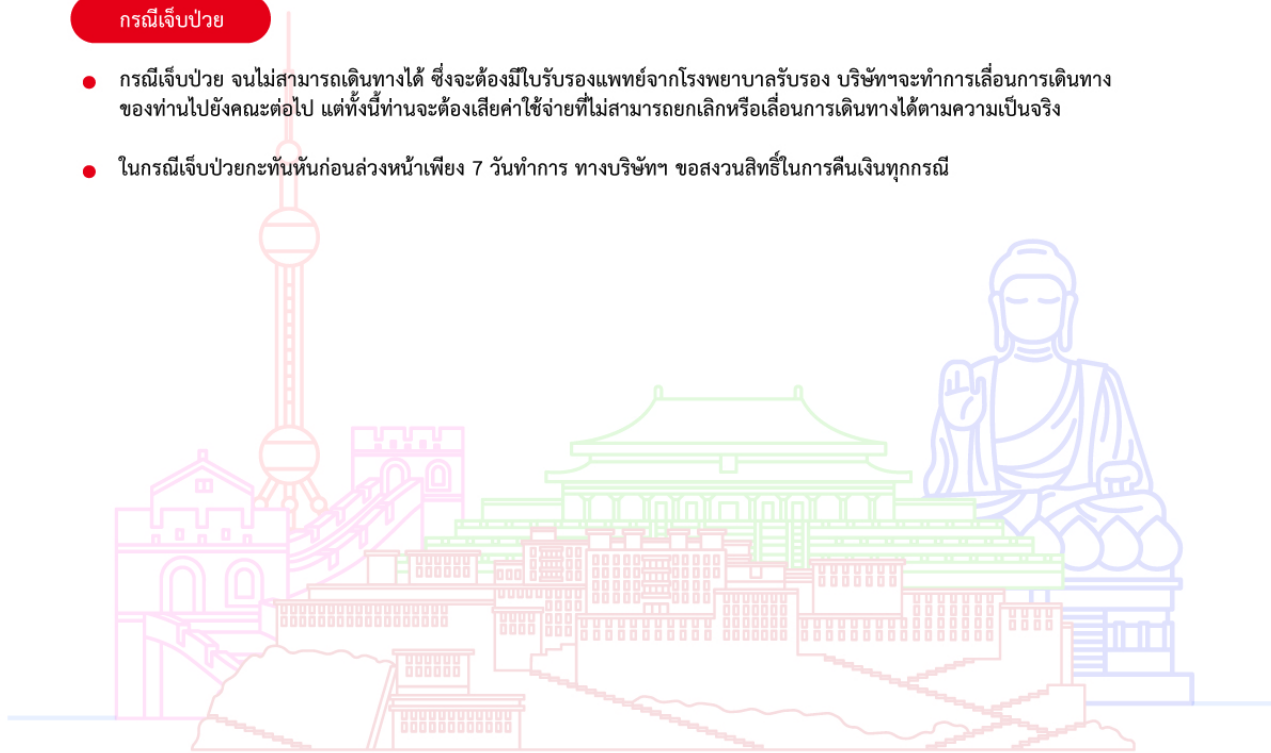 กรณีเจ็บป่วย
กรณีเจ็บป่วย จนไม่สามารถเดินทางได้ ซึ่งจะต้องมีใบรับรองแพทย์จากโรงพยาบาลรับรอง บริษัทฯจะทำการเลื่อนการเดินทาง
ของท่านไปยังคณะต่อไป แต่ทั้งนี้ท่านจะต้องเสียค่าใช้จ่ายที่ไม่สามารถยกเลิกหรือเลื่อนการเดินทางได้ตามความเป็นจริง
ในกรณีเจ็บป่วยกะทันหันก่อนล่วงหน้าเพียง 7 วันทำการ ทางบริษัทฯ ขอสงวนสิทธิ์ในการคืนเงินทุกกรณี